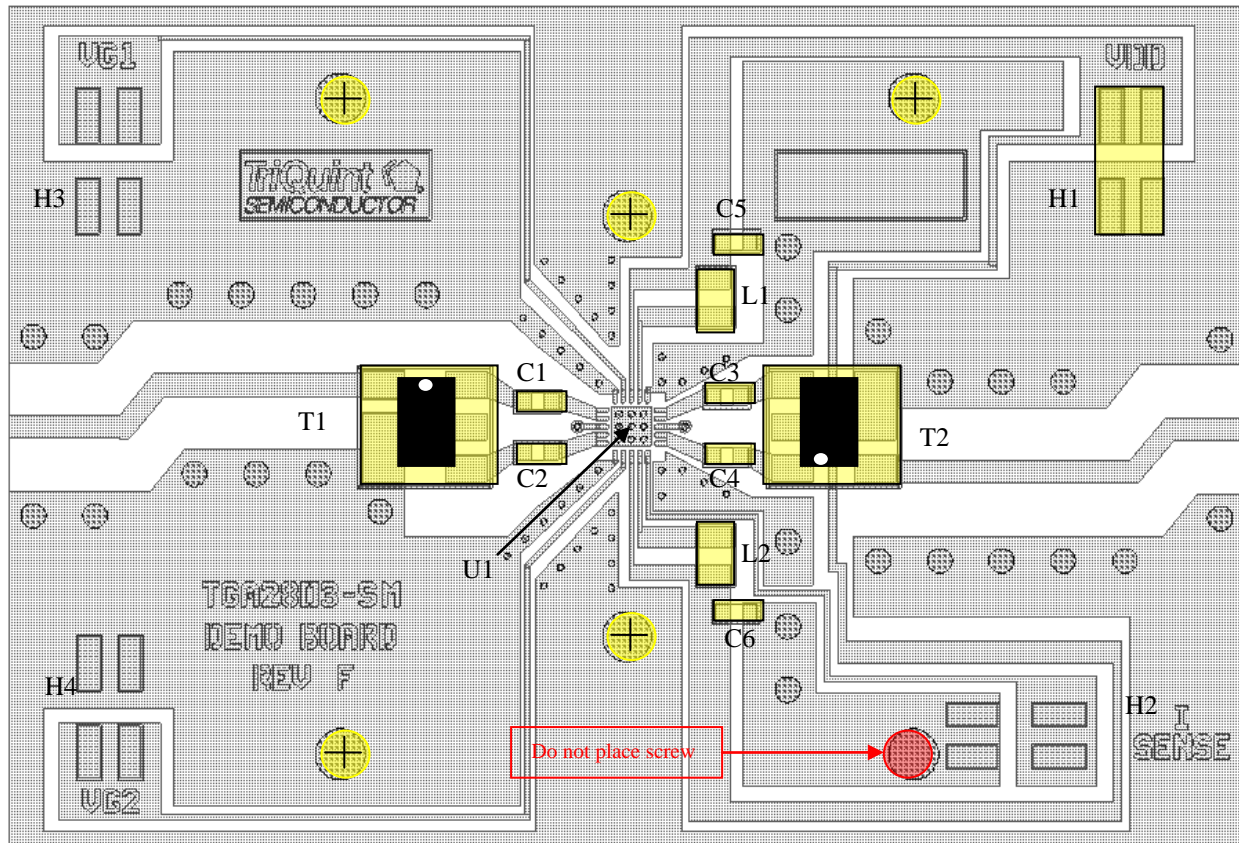 VG1
VDD
H3
TriQuint
SEMICONDUCTOR
C5
H1
L1
C1
C3
T1
T2
C2
C4
U1
L2
TGA2803-SM
DEMO BOARD
REV F
C6
H4
H2
I
SENSE
Do not place screw
VG2